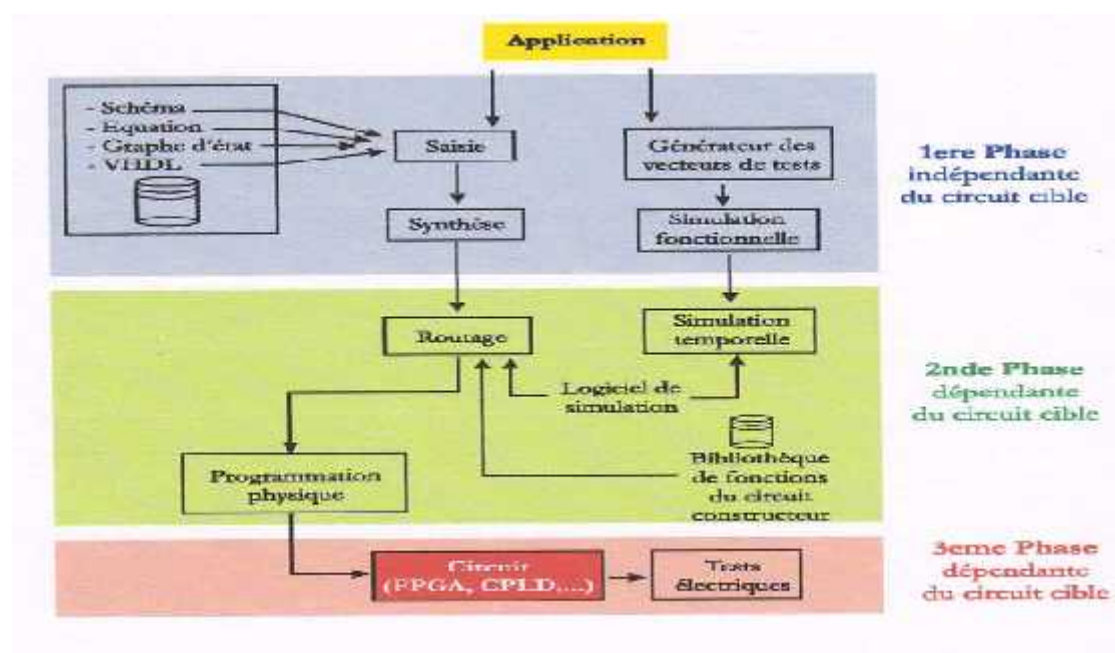 Application
- Schéma
- Equation
- Graphe d'état
- VHDL
Saisie
Générateur des
vecteurs de tests
1ere Phase
indépendante
du circuit cible
Synthèse
Simulation
fonctionnelle
Routage
Simulation
temporelle
Logiciel de
simulation
2nde Phase
dépendante
du circuit cible
Bibliothèque
de fonctions
du circuit
constructeur
Programmation
physique
Circuit
(FPGA, CPLD....)
Tests
électriques
3eme Phase
dépendante
du circuit cible